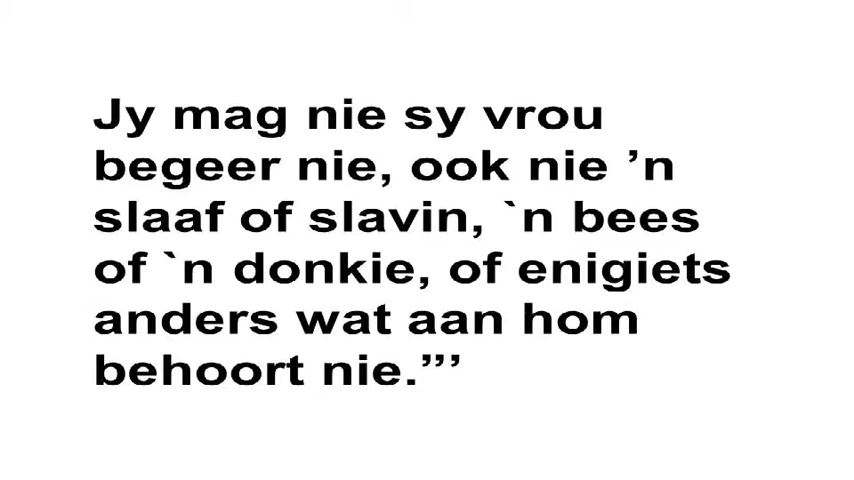 Jy mag nie sy vrou
begeer nie, ook nie ’n
slaaf of slavin, `n bees
of `n donkie, of enigiets
anders wat aan hom
behoort nie.”’